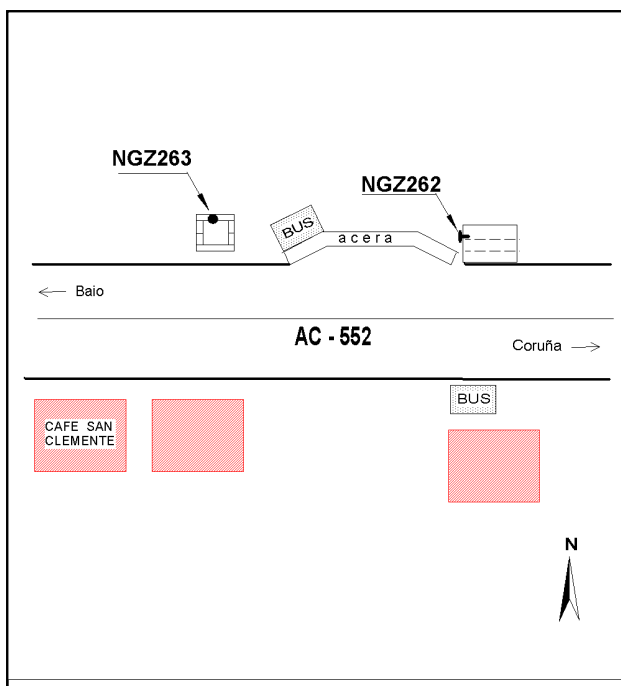 NGZ263
NGZ262
BUS
acera
Baio
AC - 552
Coruña
BUS
CAFE SAN
CLEMENTE
N